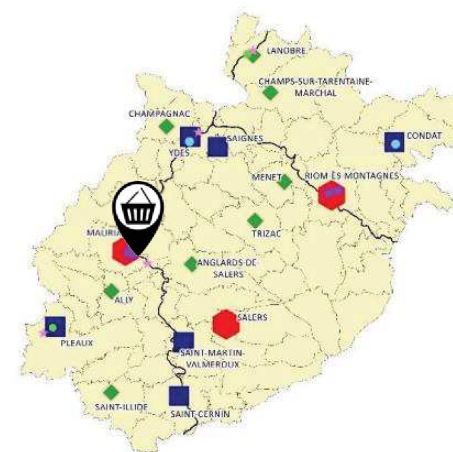 LANOBRE
CHAMPS-SUR-TARENTAINE-
MARCHAL
CHAMPAGNAC
YDES
SAIGNES
CONDAT
MENET
RIOM ÈS MONTAGNES
TRIZAC
MAURIA
ANGLARDS DE
SALERS
ALLY
SALERS
PLEAUX
SAINT-MARTIN-
VALMEROUX
SAINT-ILLIDE
SAINT-CERNIN